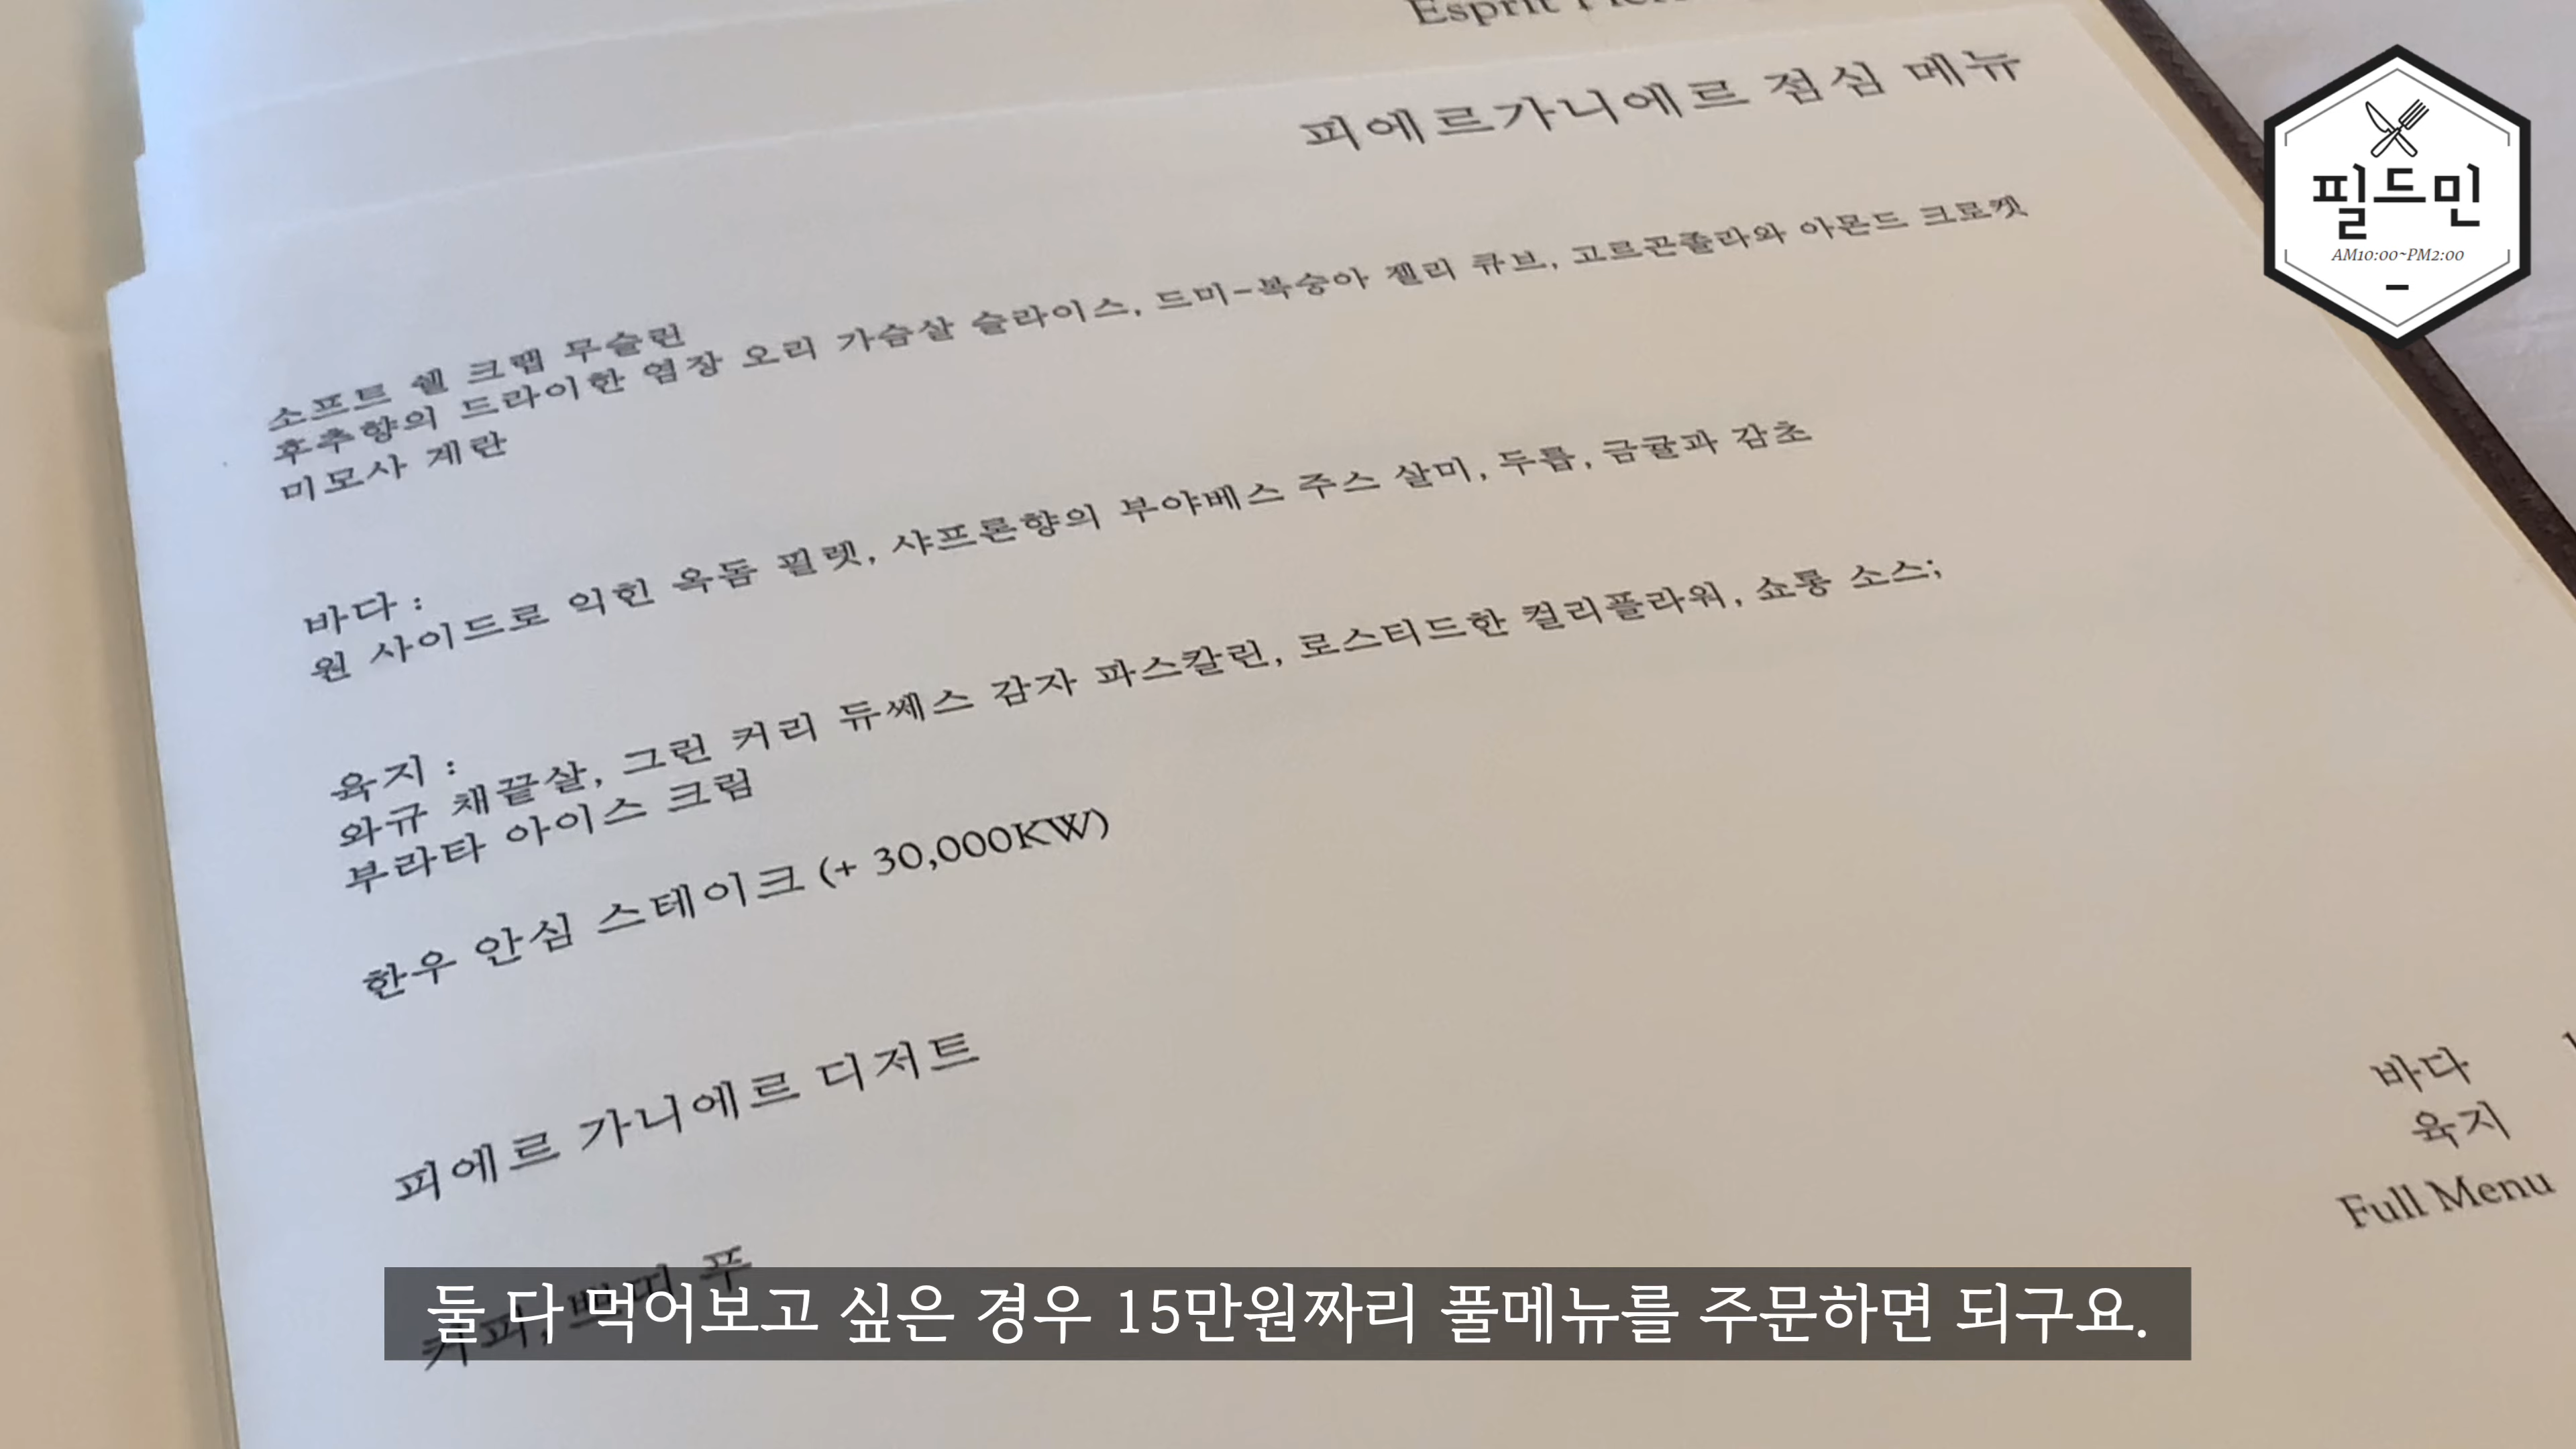 Esprit
피에르가니에르 점심 메뉴
소프트 쉘 크랩 무슬린
후추향의 드라이한 염장 오리 가슴살 슬라이스, 드미-복숭아 젤리 큐브, 고르곤졸라와 아몬드 크로켓
미모사 계란
바다 :
원 사이드로 익힌 옥돔 필렛, 샤프론향의 부야베스 주스 살미, 두릅, 금귤과 감초
육지 :
와규 채끝살, 그린 커리 듀쎄스 감자 파스칼린, 로스티드한 컬리플라워, 쇼롱 소스;
부라타 아이스 크림
한우 안심 스테이크 (+ 30,000KW)
피에르 가니에르 디저트
커피, 쁘띠 푸
바다
육지
Full Menu
필드민
AM10:00~PM2:00
둘 다 먹어보고 싶은 경우 15만원짜리 풀메뉴를 주문하면 되구요.